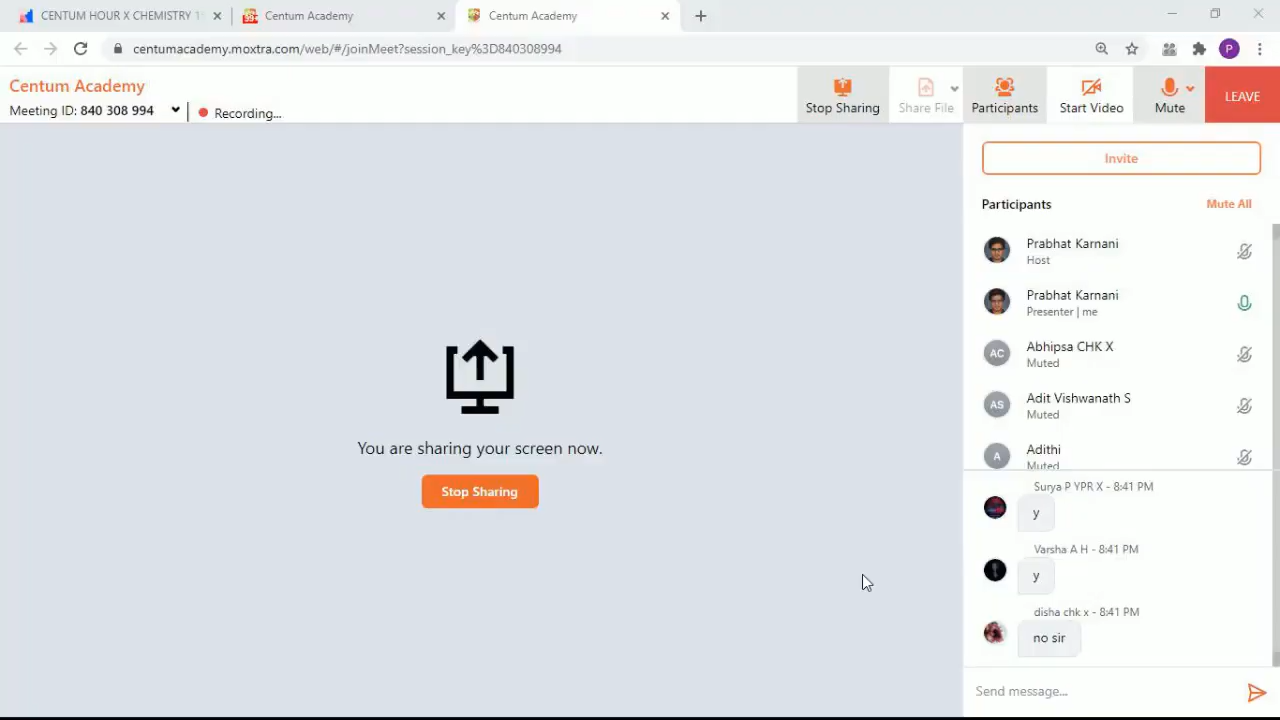 CENTUM HOUR X CHEMISTRY
Centum Academy
Centum Academy
centumacademy.moxtra.com/web/#/joinMeet?session_key%3D840308994
P
Centum Academy
Meeting ID: 840 308 994
Recording...
Stop Sharing
Share File
Participants
Start Video
Mute
LEAVE
Invite
Participants
Mute All
Prabhat Karnani
Host
Prabhat Karnani
Presenter | me
AC
Abhipsa CHK X
Muted
AS
Adit Vishwanath S
Muted
A
Adithi
Muted
You are sharing your screen now.
Stop Sharing
Surya P YPR X - 8:41 PM
y
Varsha A H - 8:41 PM
y
disha chk x - 8:41 PM
no sir
Send message...